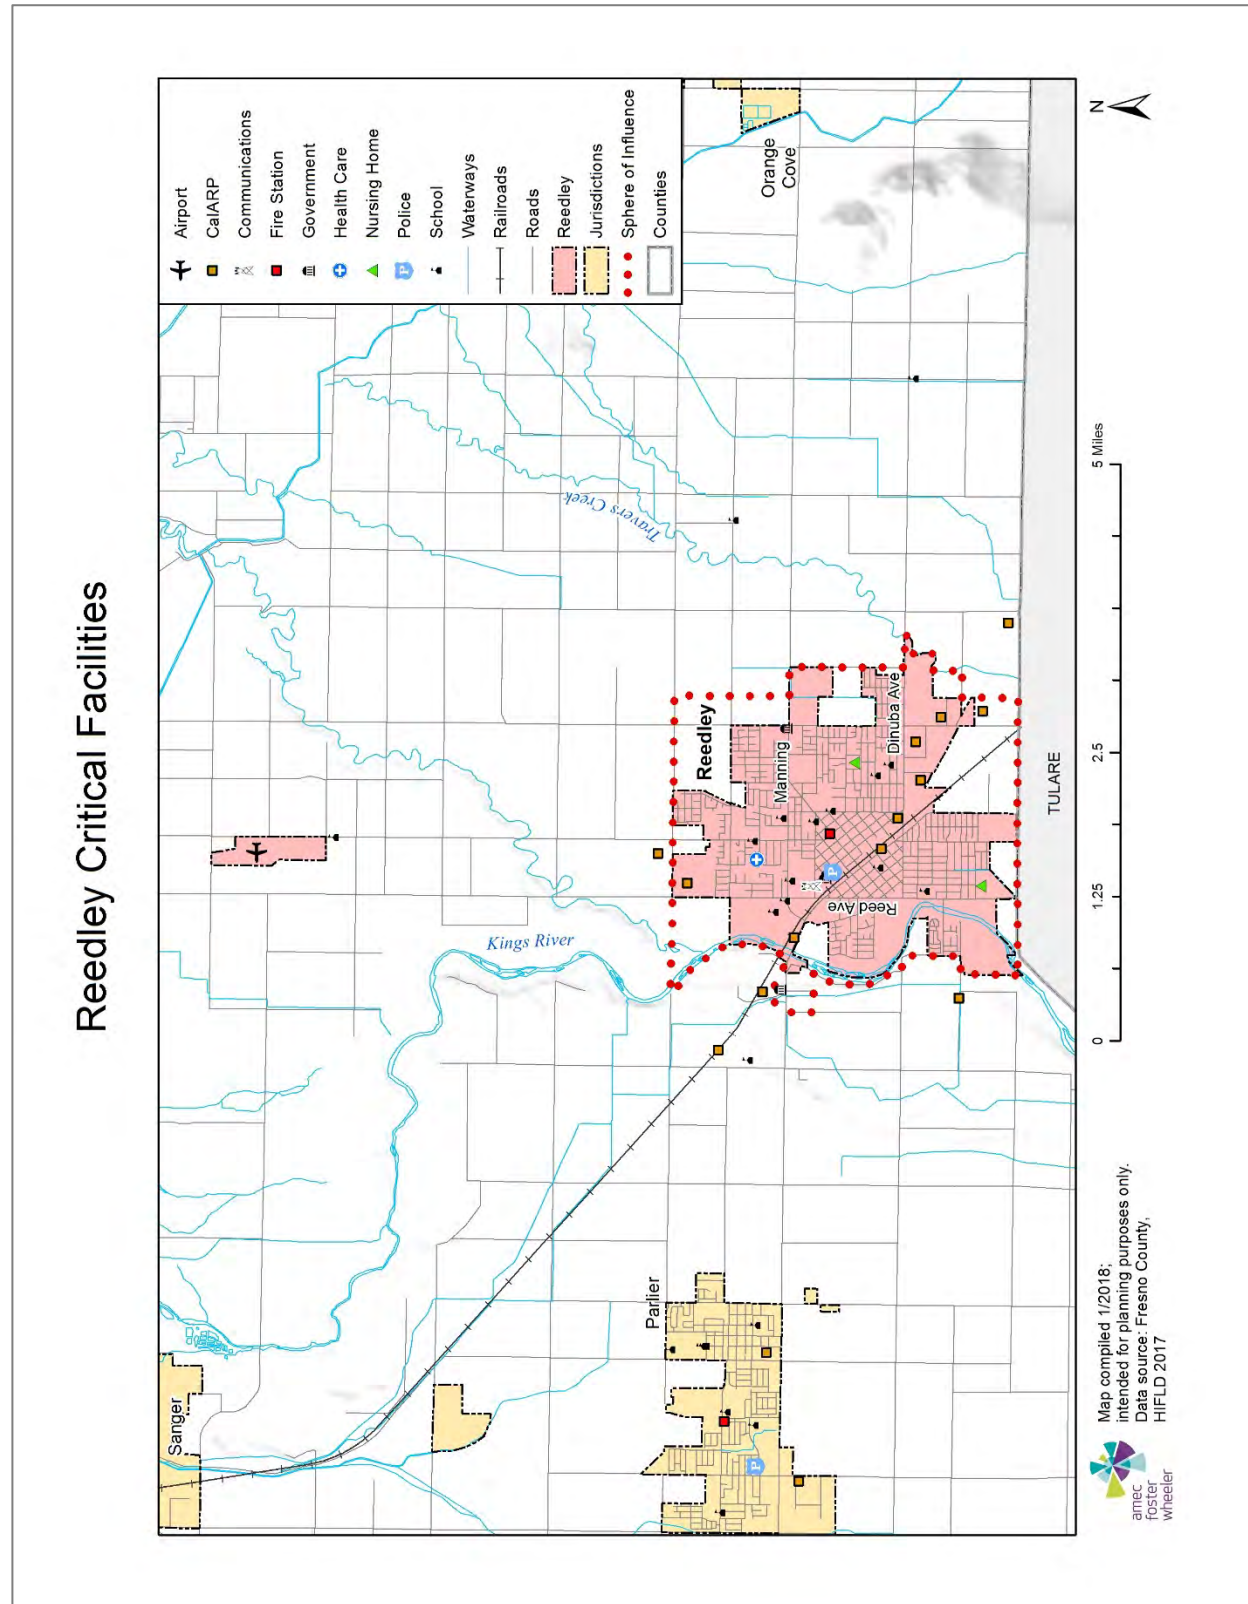 Reedley Critical Facilities
Airport
CalARP
Communications
Fire Station
Government
Health Care
Nursing Home
Police
School
Waterways
Railroads
Roads
Reedley
Jurisdictions
Sphere of Influence
Counties
P
Sanger
Parlier
P
Kings River
Travers Creek
Orange
Cove
Reedley
Manning
Dinuba Ave
Reed Ave
P
TULARE
amec
foster
wheeler
Map compiled 1/2018;
intended for planning purposes only.
Data source: Fresno County,
HIFLD 2017
0 1.25 2.5 5 Miles
N